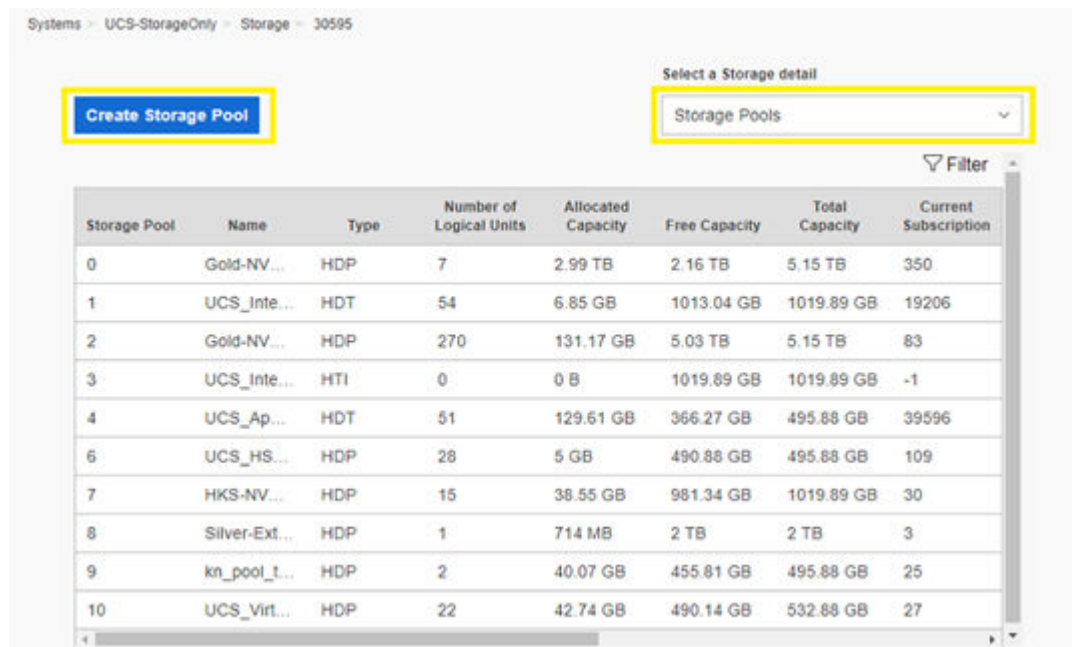 Systems > UCS-StorageOnly > Storage > 30595
Select a Storage detail
Create Storage Pool
Storage Pools
Filter
Storage Pool Name Type Number of Logical Units Allocated Capacity Free Capacity Total Capacity Current Subscription
0 Gold-NV... HDP 7 2.99 TB 2.16 TB 5.15 TB 350
1 UCS_Inte... HDT 54 6.85 GB 1013.04 GB 1019.89 GB 19206
2 Gold-NV... HDP 270 131.17 GB 5.03 TB 5.15 TB 83
3 UCS_Inte... HTI 0 0 B 1019.89 GB 1019.89 GB -1
4 UCS_Ap... HDT 51 129.61 GB 366.27 GB 495.88 GB 39596
6 UCS_HS... HDP 28 5 GB 490.88 GB 495.88 GB 109
7 HKS-NV... HDP 15 38.55 GB 981.34 GB 1019.89 GB 30
8 Silver-Ext... HDP 1 714 MB 2 TB 2 TB 3
9 kn_pool_t... HDP 2 40.07 GB 455.81 GB 495.88 GB 25
10 UCS_Virt... HDP 22 42.74 GB 490.14 GB 532.88 GB 27